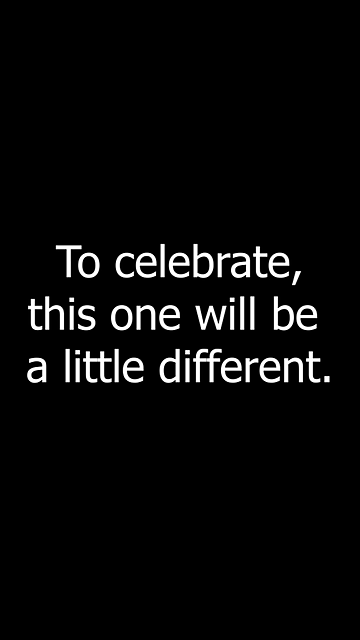 To celebrate,
this one will be
a little different.